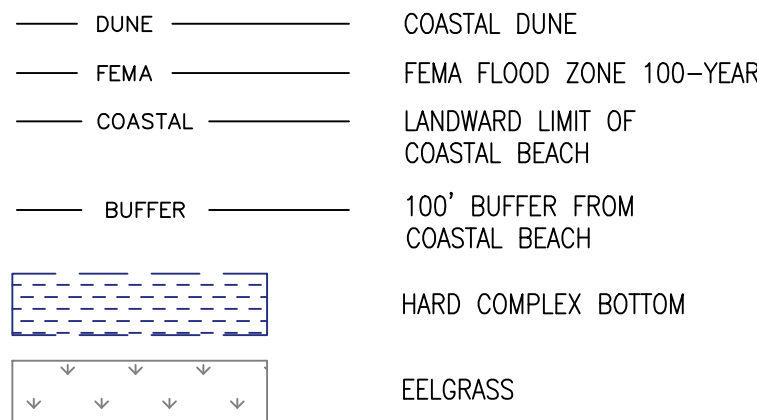 DUNE COASTAL DUNE
FEMA FEMA FLOOD ZONE 100-YEAR
COASTAL LANDWARD LIMIT OF
COASTAL BEACH
BUFFER 100' BUFFER FROM
COASTAL BEACH
HARD COMPLEX BOTTOM
EELGRASS